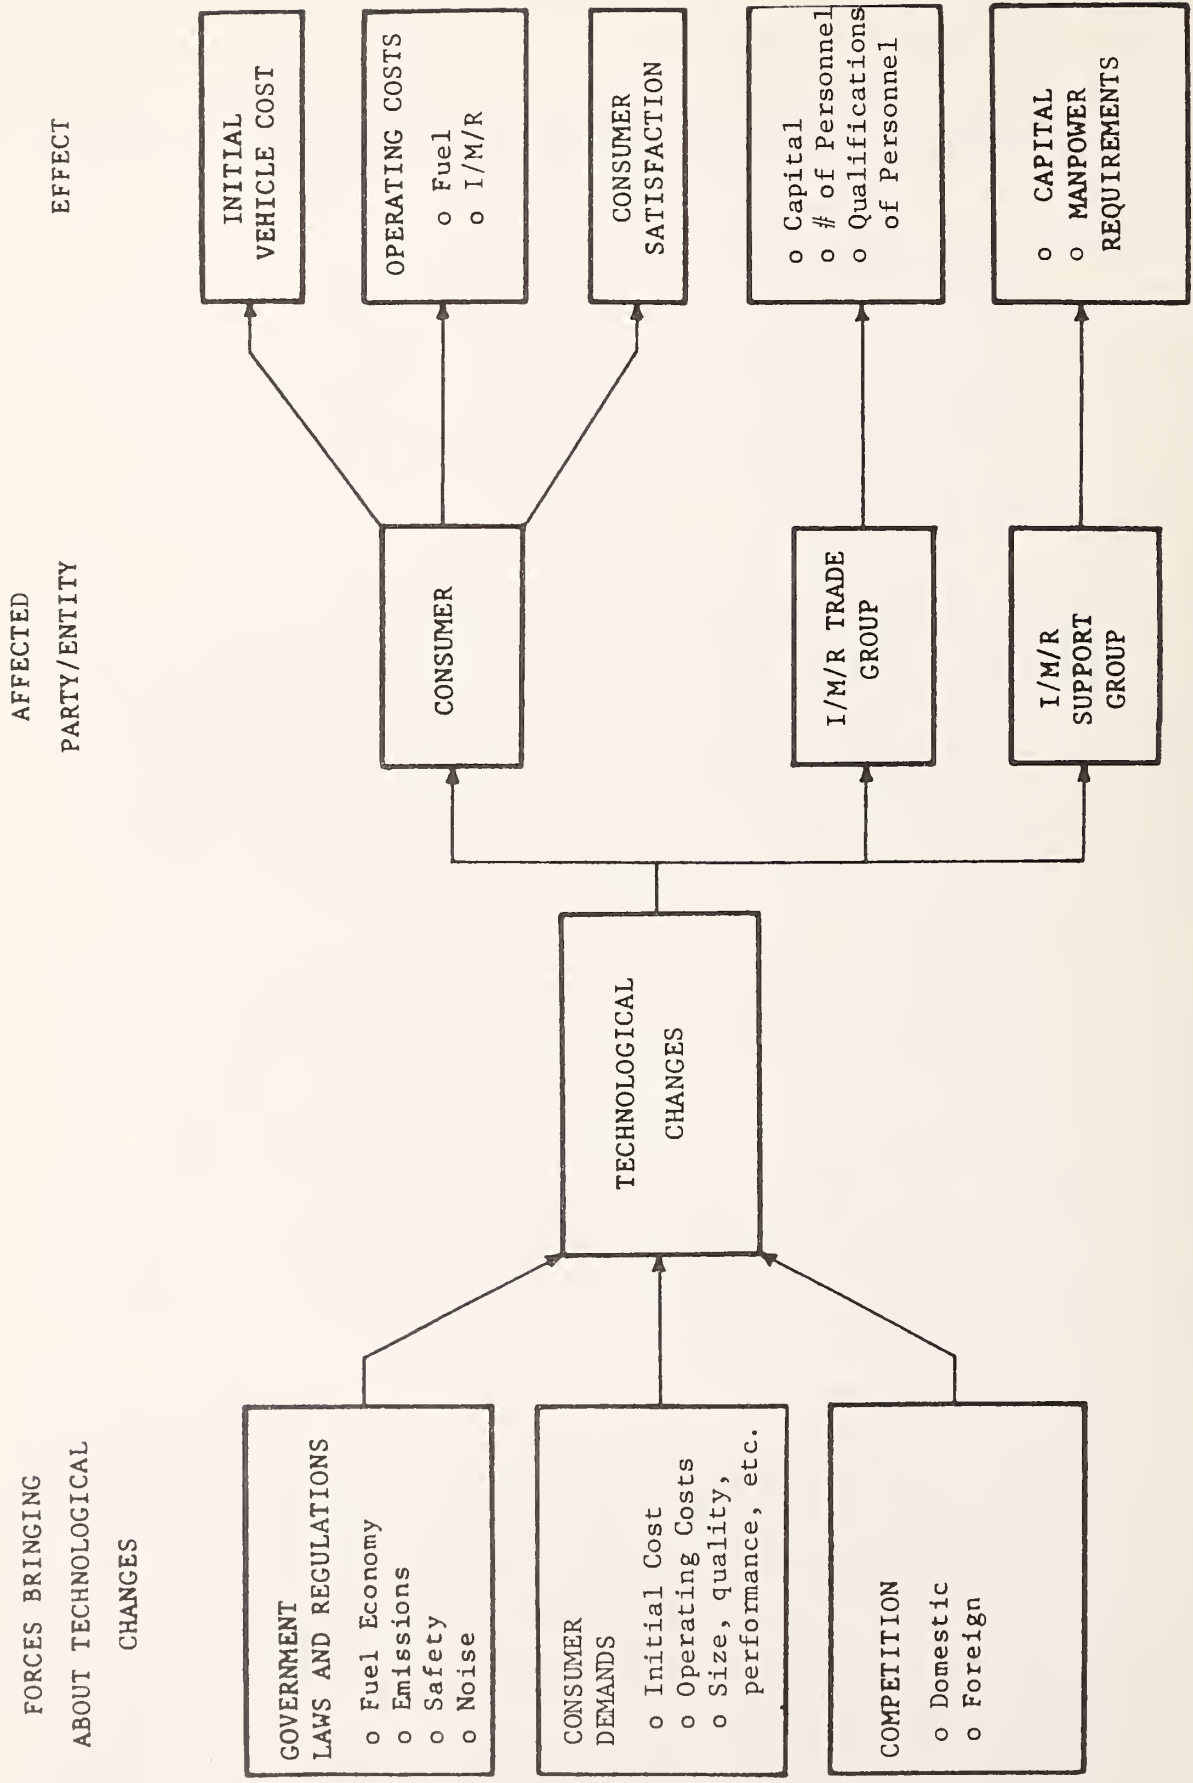 FORCES BRINGING
ABOUT TECHNOLOGICAL
CHANGES
AFFECTED
PARTY/ENTITY
EFFECT
GOVERNMENT
LAWS AND REGULATIONS
o Fuel Economy
o Emissions
o Safety
o Noise
CONSUMER
DEMANDS
o Initial Cost
o Operating Costs
o Size, quality,
performance, etc.
COMPETITION
o Domestic
o Foreign
TECHNOLOGICAL
CHANGES
CONSUMER
I/M/R TRADE
GROUP
I/M/R
SUPPORT
GROUP
INITIAL
VEHICLE COST
OPERATING COSTS
o Fuel
o I/M/R
CONSUMER
SATISFACTION
o Capital
o # of Personnel
o Qualifications
of Personnel
o CAPITAL
o MANPOWER
REQUIREMENTS